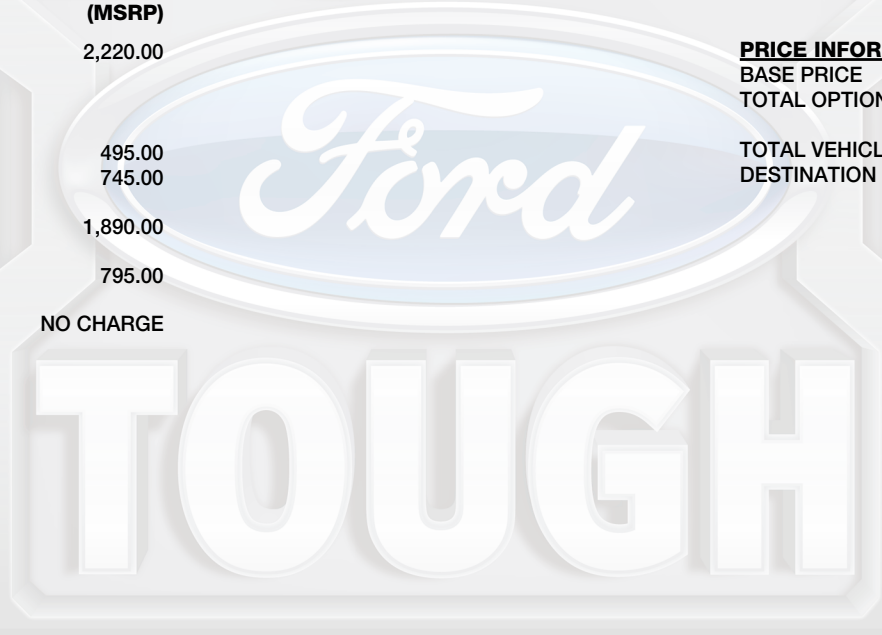 (MSRP)
2,220.00
495.00
745.00
1,890.00
795.00
NO CHARGE
PRICE INFOR
BASE PRICE
TOTAL OPTION
TOTAL VEHICL
DESTINATION
Ford
TOUGH